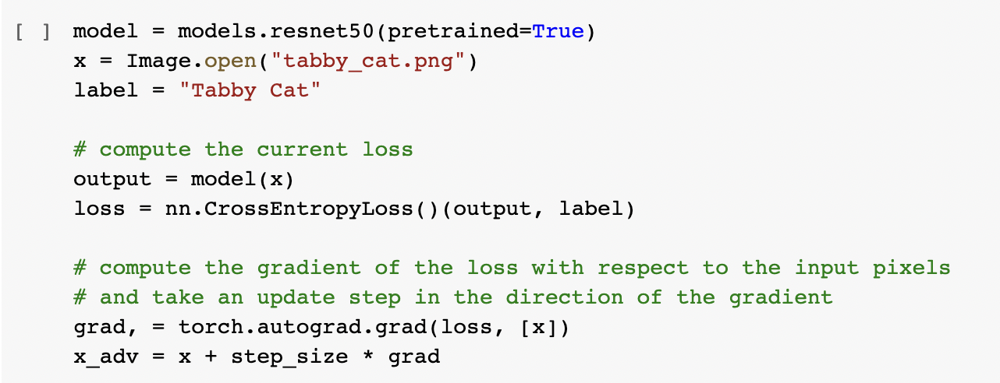 [ ] model = models.resnet50(pretrained=True)
x = Image.open("tabby_cat.png")
label = "Tabby Cat"
# compute the current loss
output = model(x)
loss = nn.CrossEntropyLoss()(output, label)
# compute the gradient of the loss with respect to the input pixels
# and take an update step in the direction of the gradient
grad, = torch.autograd.grad(loss, [x])
x_adv = x + step_size * grad